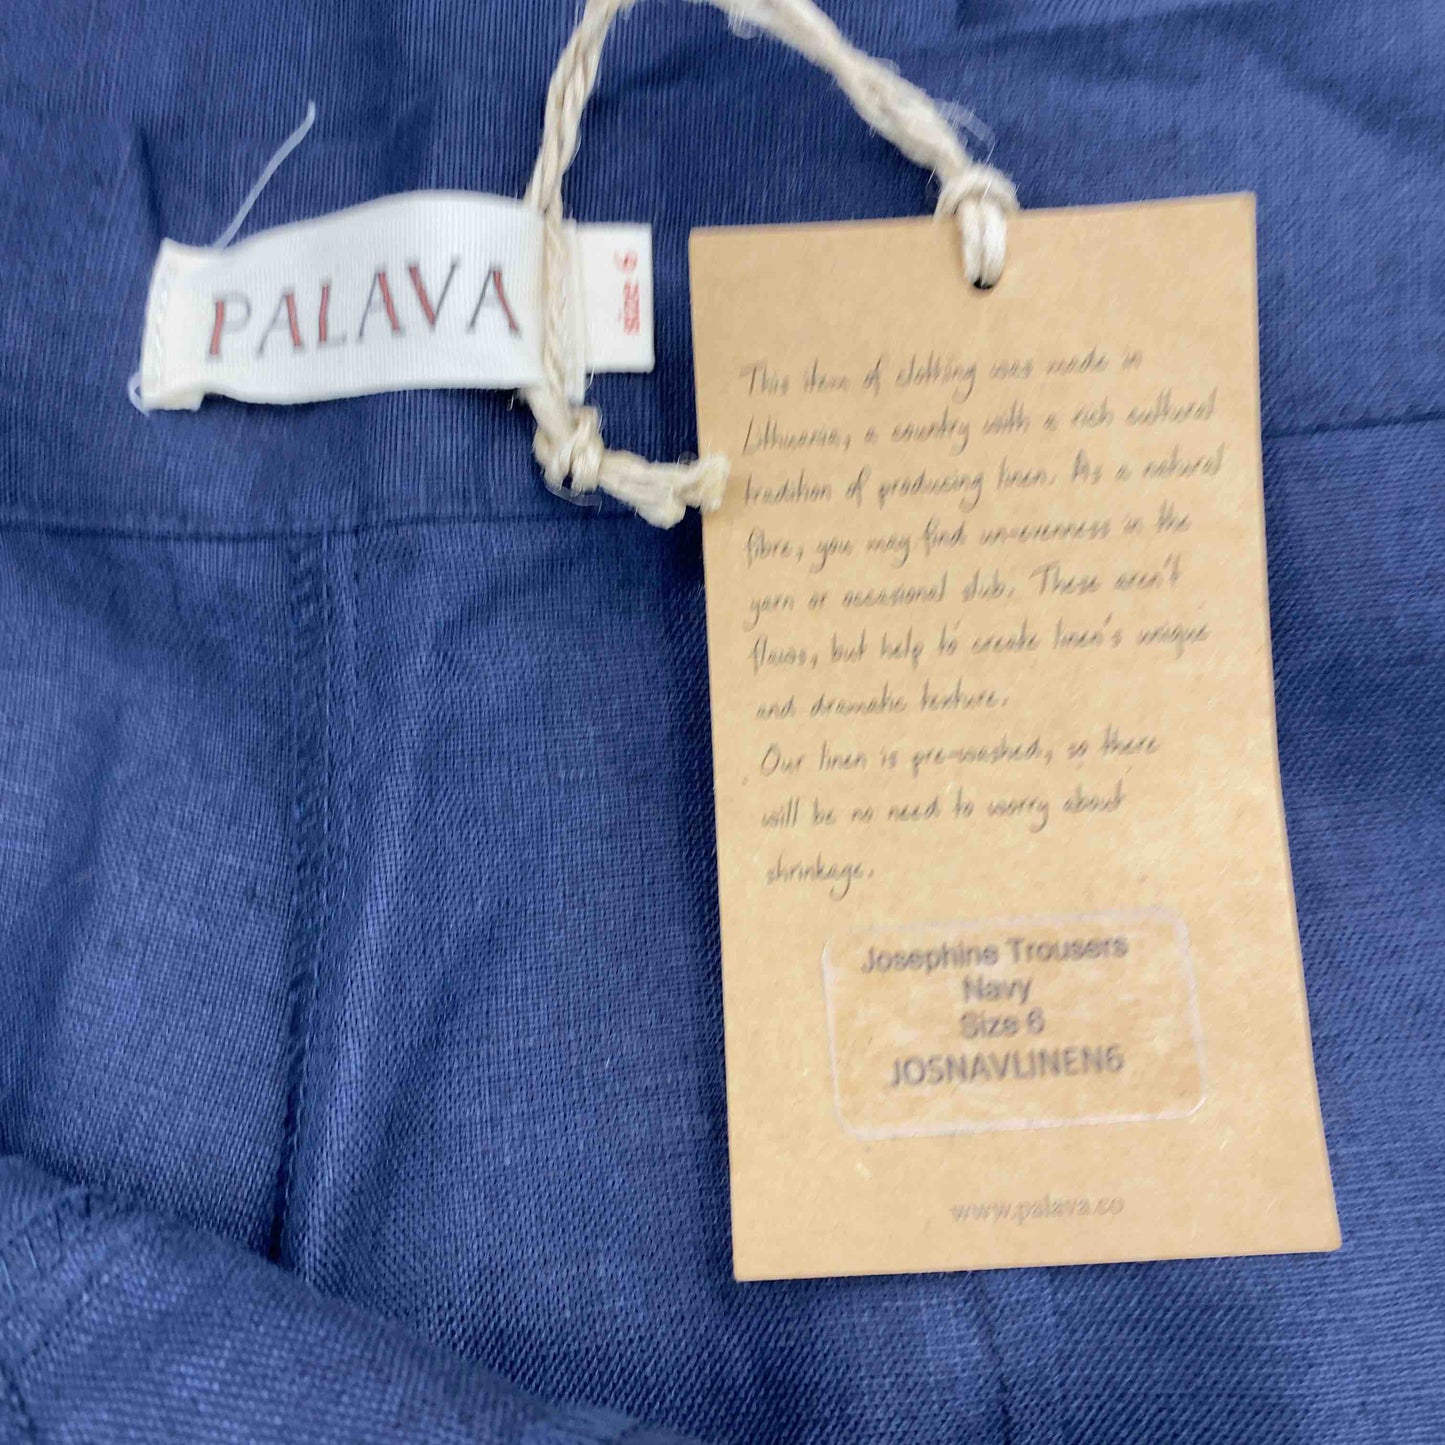 PALAVA
SIZE 6
This item of clothing was made in
Lithuania, a country with a rich cultural
tradition of producing linen. As a natural
fibre, you may find un-evenness in the
yarn or occasional slub. These aren't
flaws, but help to create linen's unique
and dramatic texture.
Our linen is pre-washed, so there
will be no need to worry about
shrinkage.
Josephine Trousers
Navy
Size 6
JOSNAVLINEN6
www.palava.co